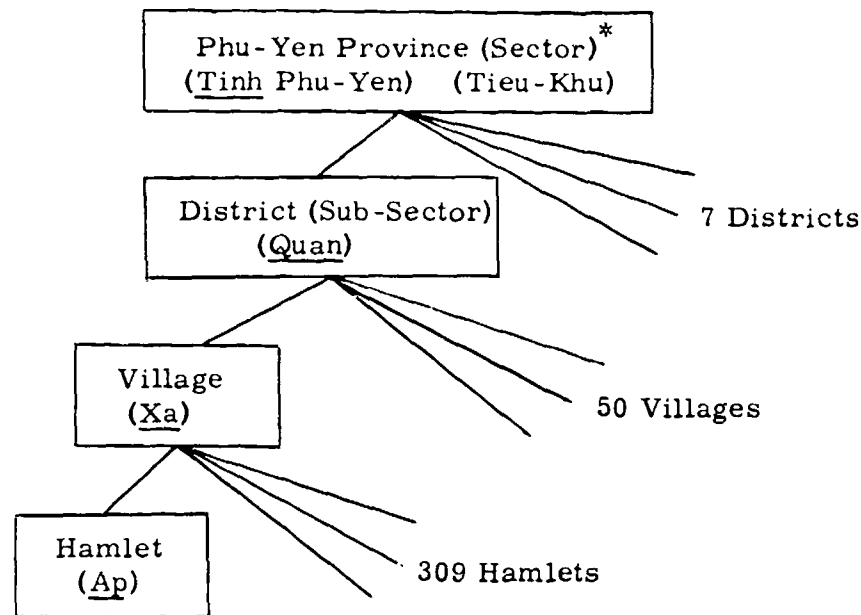 Phu-Yen Province (Sector)*
(Tinh Phu-Yen) (Tieu-Khu)
District (Sub-Sector)
(Quan)
7 Districts
Village
(Xa)
50 Villages
Hamlet
(Ap)
309 Hamlets